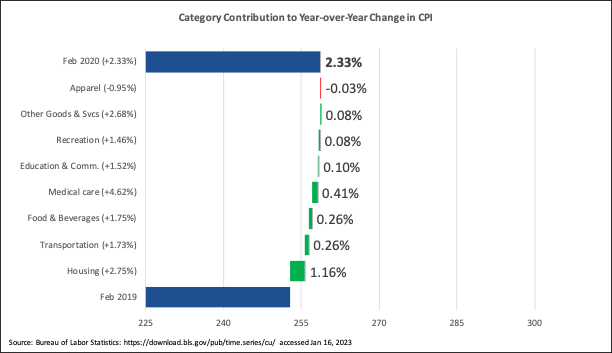 Category Contribution to Year-over-Year Change in CPI
Feb 2020 (+2.33%) 2.33%
Apparel (-0.95%) -0.03%
Other Goods & Svcs (+2.68%) 0.08%
Recreation (+1.46%) 0.08%
Education & Comm. (+1.52%) 0.10%
Medical care (+4.62%) 0.41%
Food & Beverages (+1.75%) 0.26%
Transportation (+1.73%) 0.26%
Housing (+2.75%) 1.16%
Feb 2019
225 240 255 270 285 300
Source: Bureau of Labor Statistics: https://download.bls.gov/pub/time.series/cu/ accessed Jan 16, 2023